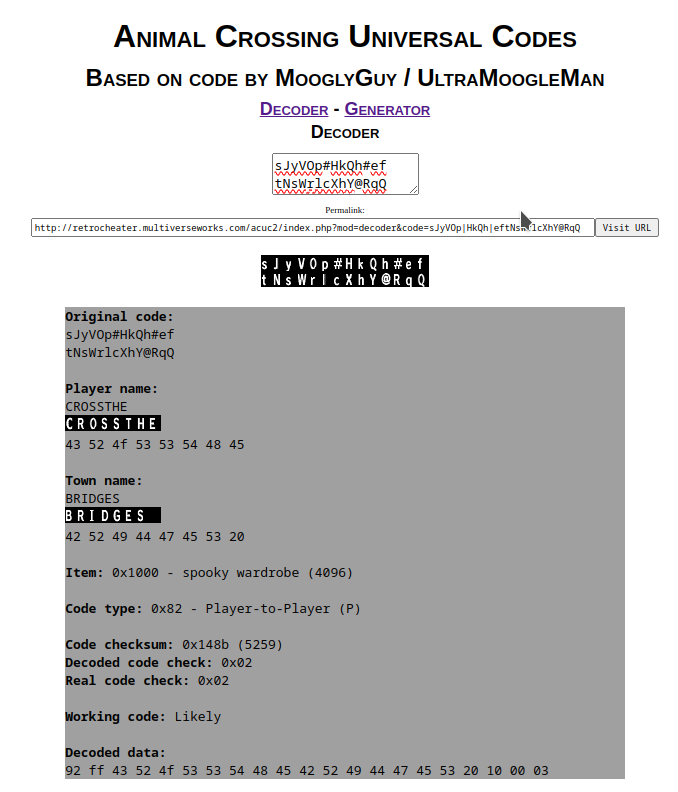 Animal Crossing Universal Codes
Based on code by MooglyGuy / UltraMoogleMan
Decoder - Generator
Decoder
sJyVOp#HkQh#ef
tNsWrlcXhY@RqQ
Permalink:
http://retrocheater.multiverseworks.com/acuc2/index.php?mod=decoder&code=sJyVOp|HkQh|eftNsWrlcXhY@RqQ Visit URL
sJyVOp#HkQh#ef
tNsWrlcXhY@RqQ
Original code:
sJyVOp#HkQh#ef
tNsWrlcXhY@RqQ
Player name:
CROSSTHE
CROSSTHE
43 52 4f 53 53 54 48 45
Town name:
BRIDGES
BRIDGES
42 52 49 44 47 45 53 20
Item: 0x1000 - spooky wardrobe (4096)
Code type: 0x82 - Player-to-Player (P)
Code checksum: 0x148b (5259)
Decoded code check: 0x02
Real code check: 0x02
Working code: Likely
Decoded data:
92 ff 43 52 4f 53 53 54 48 45 42 52 49 44 47 45 53 20 10 00 03